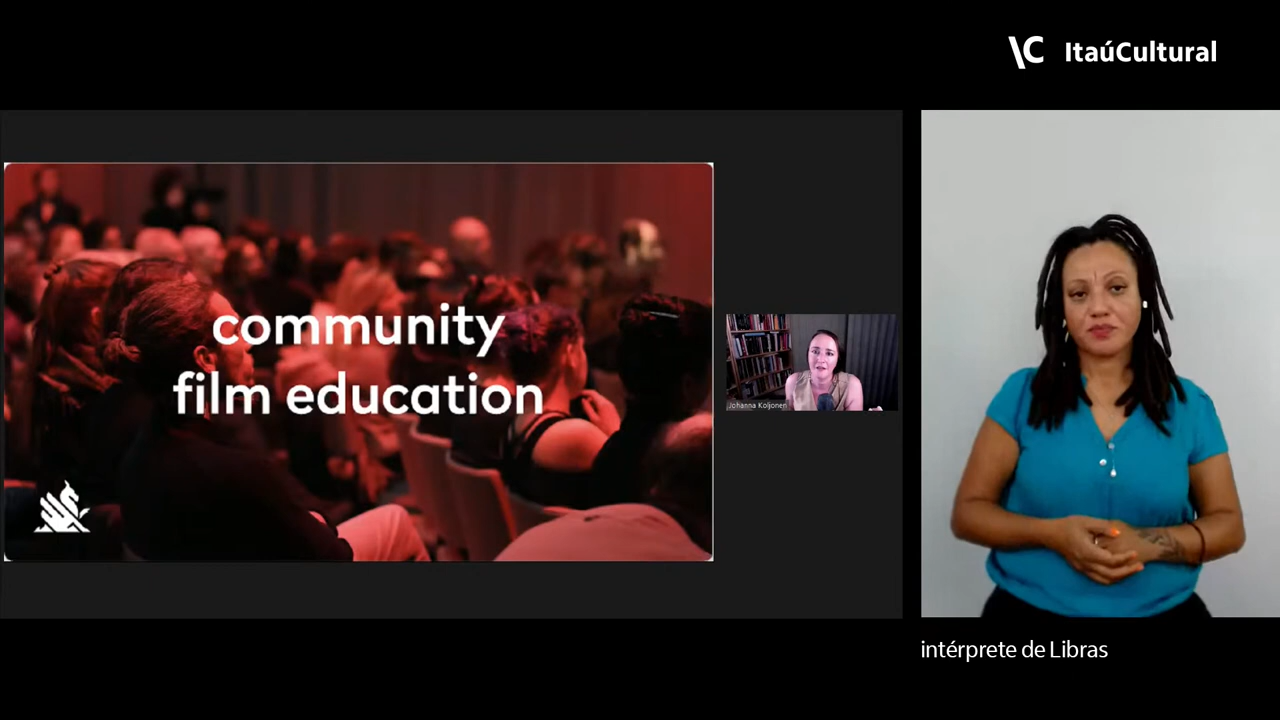 \C ItaúCultural
community
film education
Johanna Koljonen
intérprete de Libras